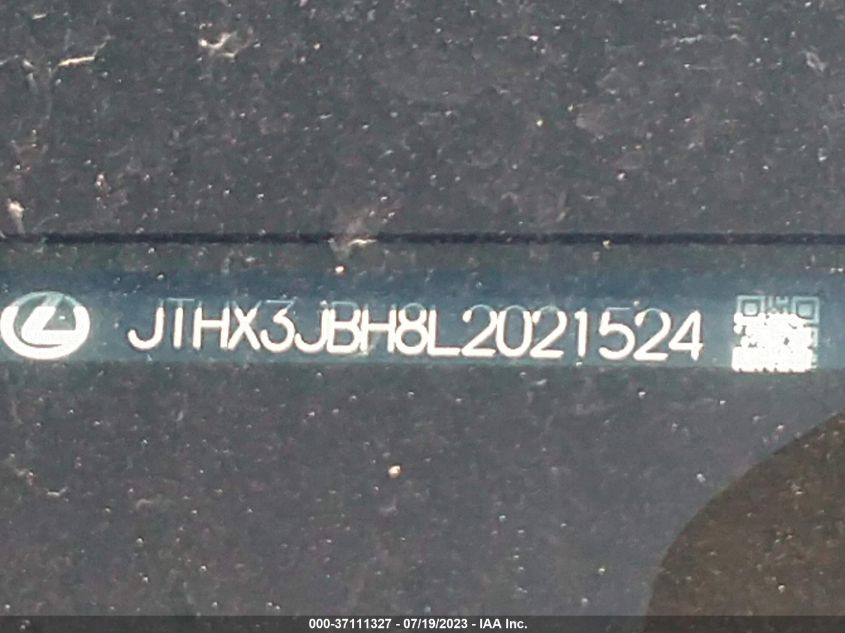 JTHX3JBH8L2021524
000-37111327 - 07/19/2023 - IAA Inc.